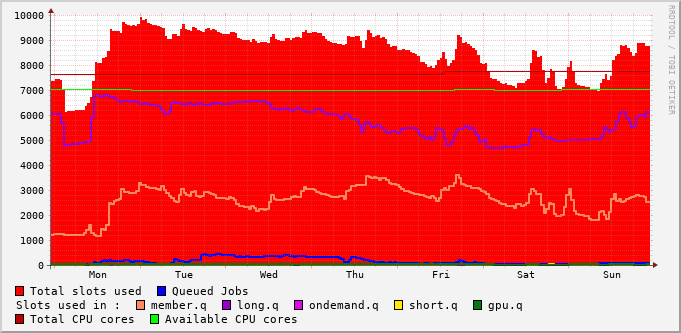 RRDTOOL / TOBI OETIKER
10000
9000
8000
7000
6000
5000
4000
3000
2000
1000
0
Mon Tue Wed Thu Fri Sat Sun
Total slots used Queued Jobs
Slots used in : member.q long.q ondemand.q short.q gpu.q
Total CPU cores Available CPU cores